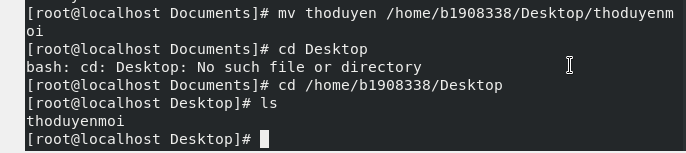 [root@localhost Documents]# mv thoduyen /home/b1908338/Desktop/thoduyenm
oi
[root@localhost Documents]# cd Desktop
bash: cd: Desktop: No such file or directory
[root@localhost Documents]# cd /home/b1908338/Desktop
[root@localhost Desktop]# ls
thoduyenmoi
[root@localhost Desktop]#